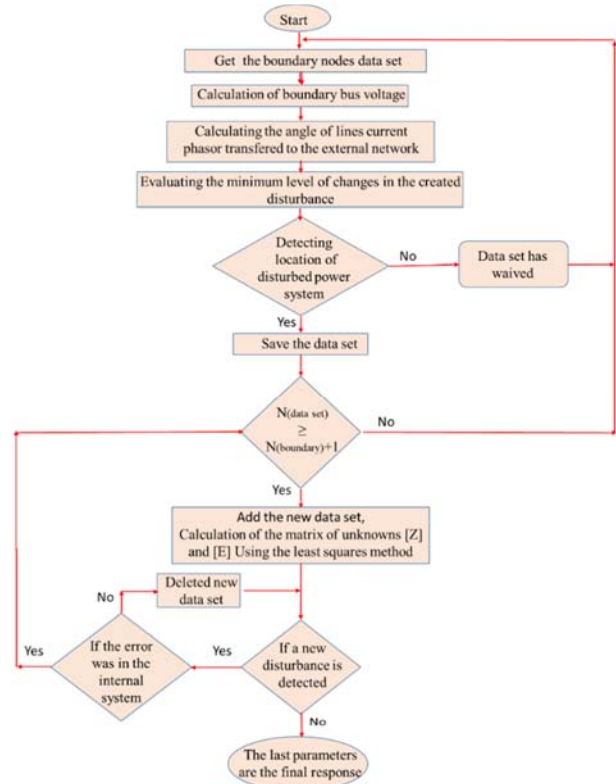 Start
Get the boundary nodes data set
Calculation of boundary bus voltage
Calculating the angle of lines current
phasor transfered to the external network
Evaluating the minimum level of changes in the created
disturbance
Detecting
location of
disturbed power
system
No
Data set has
waived
Yes
Save the data set
N(data set)
≥
N(boundary)+1
No
Yes
Add the new data set,
Calculation of the matrix of unknowns [Z]
and [E] Using the least squares method
Deleted new
data set
No
If the error
was in the
internal
system
Yes
Yes
If a new
disturbance is
detected
No
The last parameters
are the final response